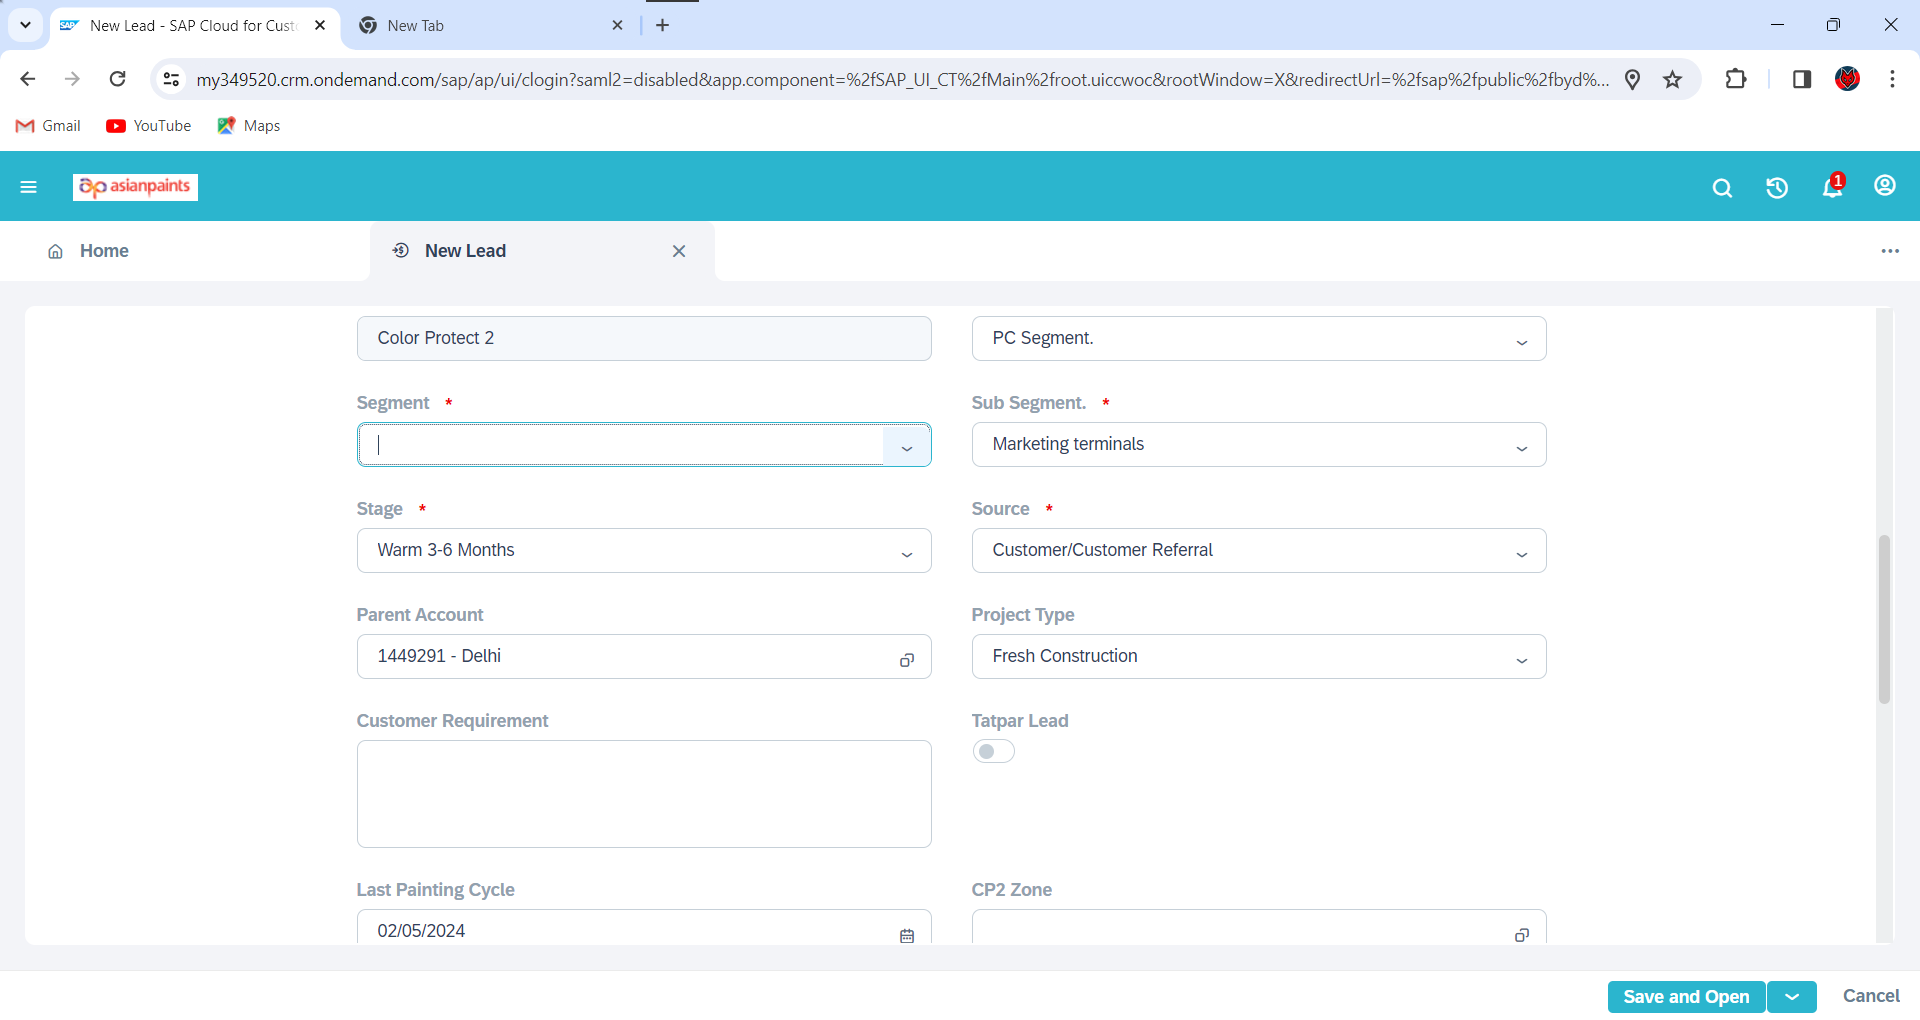 New Lead - SAP Cloud for Cust
New Tab
my349520.crm.ondemand.com/sap/ap/ui/clogin?saml2=disabled&app.component=%2fSAP_UI_CT%2fMain%2froot.uiccwoc&rootWindow=X&redirectUrl=%2fsap%2fpublic%2fbyd%...
Gmail
YouTube
Maps
asianpaints
1
Home
New Lead
Color Protect 2
PC Segment.
Segment *
Sub Segment. *
Marketing terminals
Stage *
Source *
Warm 3-6 Months
Customer/Customer Referral
Parent Account
Project Type
1449291 - Delhi
Fresh Construction
Customer Requirement
Tatpar Lead
Last Painting Cycle
CP2 Zone
02/05/2024
Save and Open
Cancel